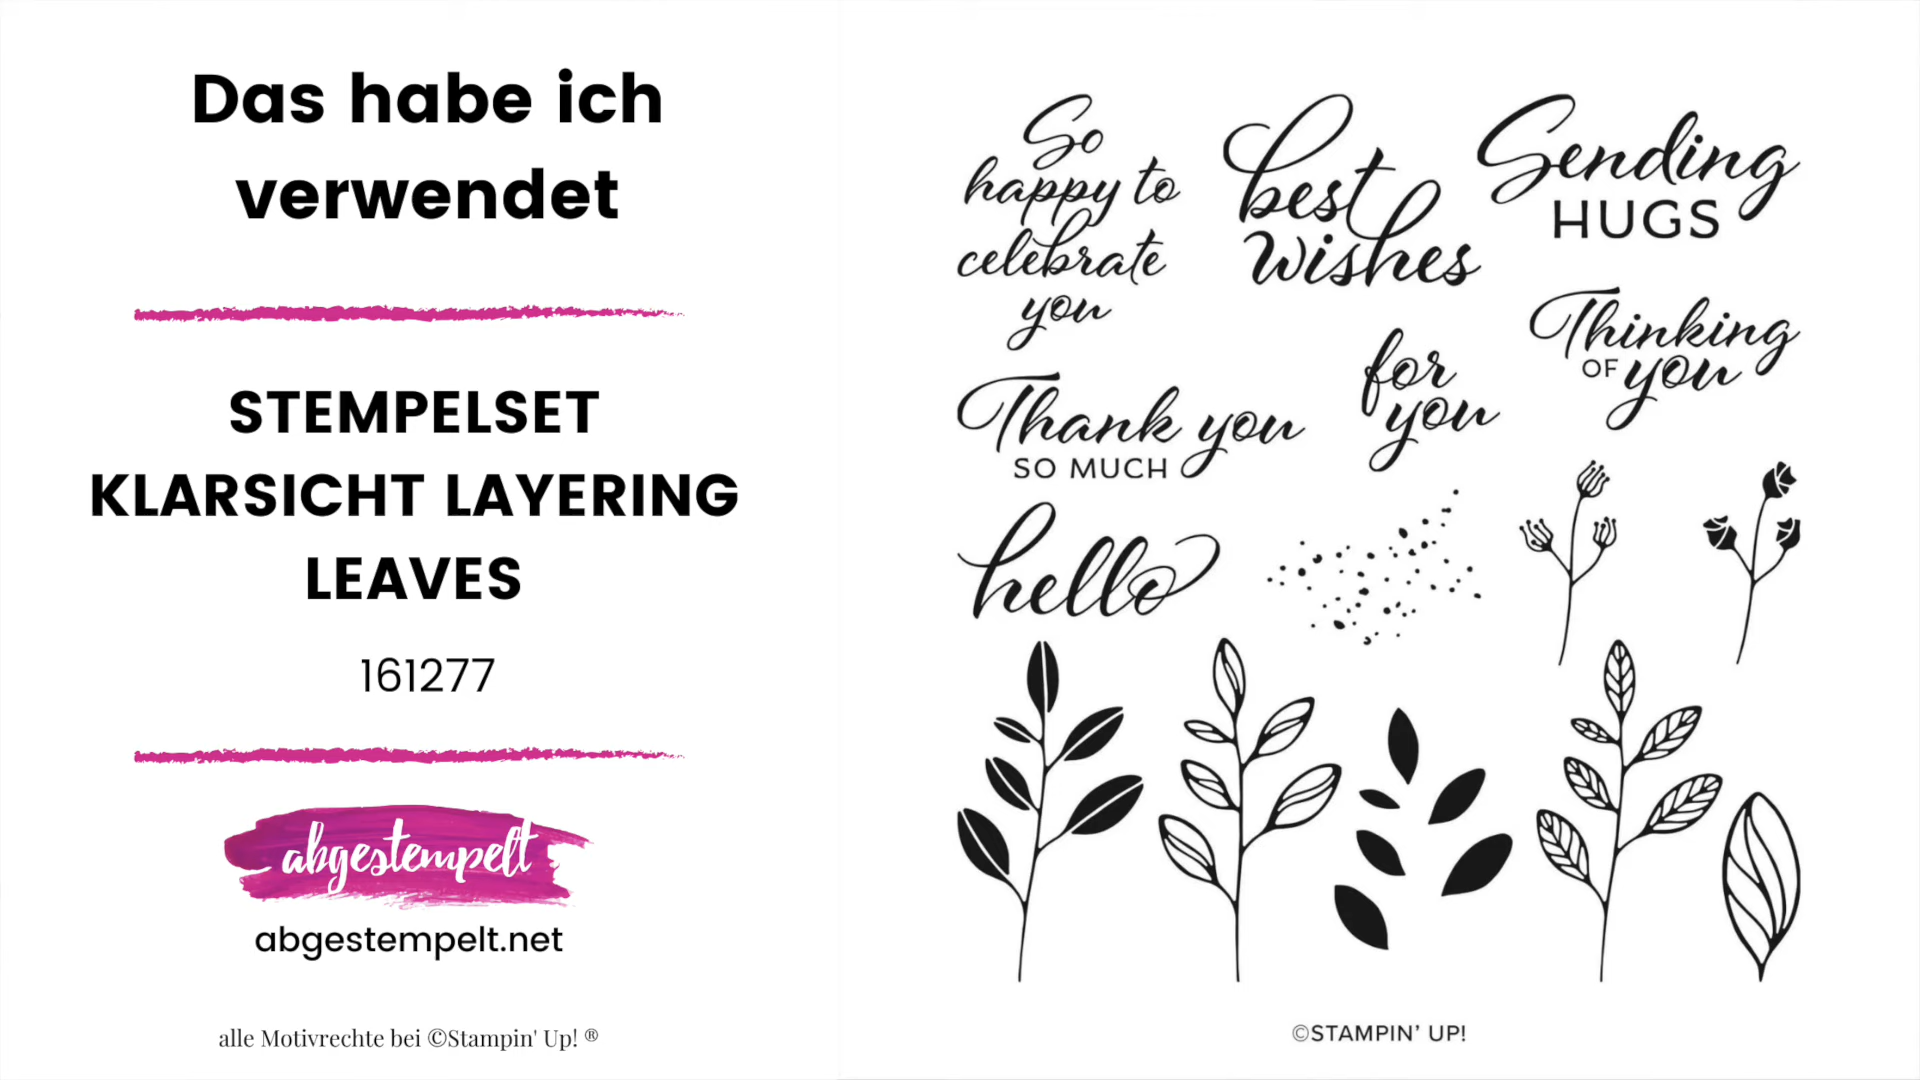 Das habe ich
verwendet
STEMPELSET
KLARSICHT LAYERING
LEAVES
161277
abgestempelt
abgestempelt.net
alle Motivrechte bei ©Stampin' Up! ®
So
happy to
celebrate
you
best
wishes
Sending
HUGS
Thinking
OF you
for
you
Thank you
SO MUCH
hello
©STAMPIN' UP!